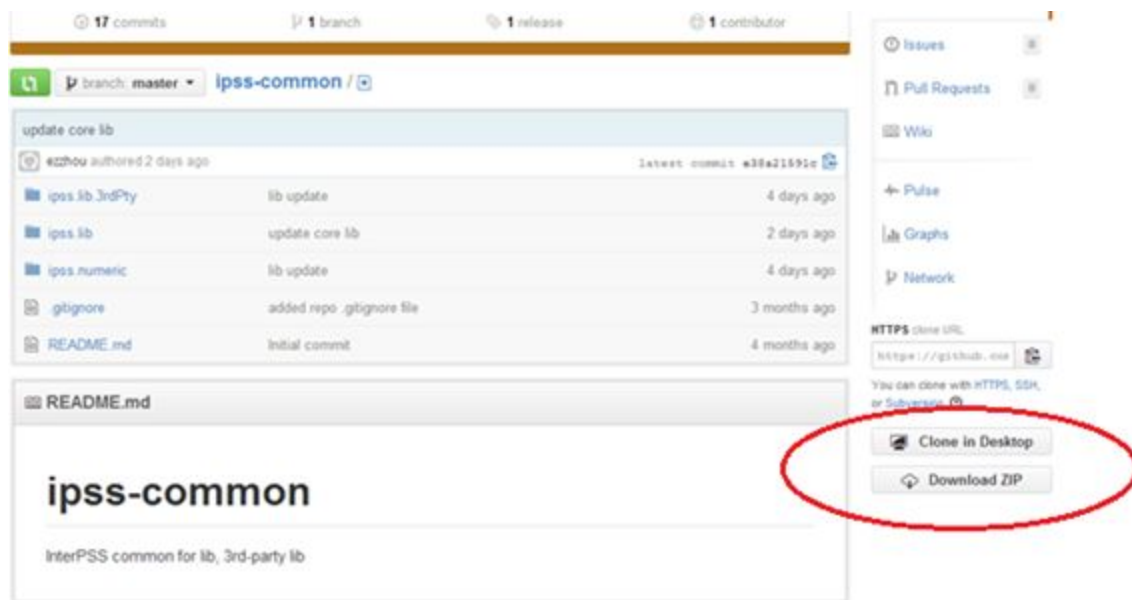 17 commits 1 branch 1 release 1 contributor
branch: master ipss-common /
update core lib
ezzhou authored 2 days ago latest commit e38a21591c
ipss.lib.3rdPty lib update 4 days ago
ipss.lib update core lib 2 days ago
ipss.numeric lib update 4 days ago
.gitignore added repo .gitignore file 3 months ago
README.md Initial commit 4 months ago
README.md
ipss-common
InterPSS common for lib, 3rd-party lib
Issues 0
Pull Requests 0
Wiki
Pulse
Graphs
Network
HTTPS clone URL
https://github.com
You can clone with HTTPS, SSH,
or Subversion.
Clone in Desktop
Download ZIP